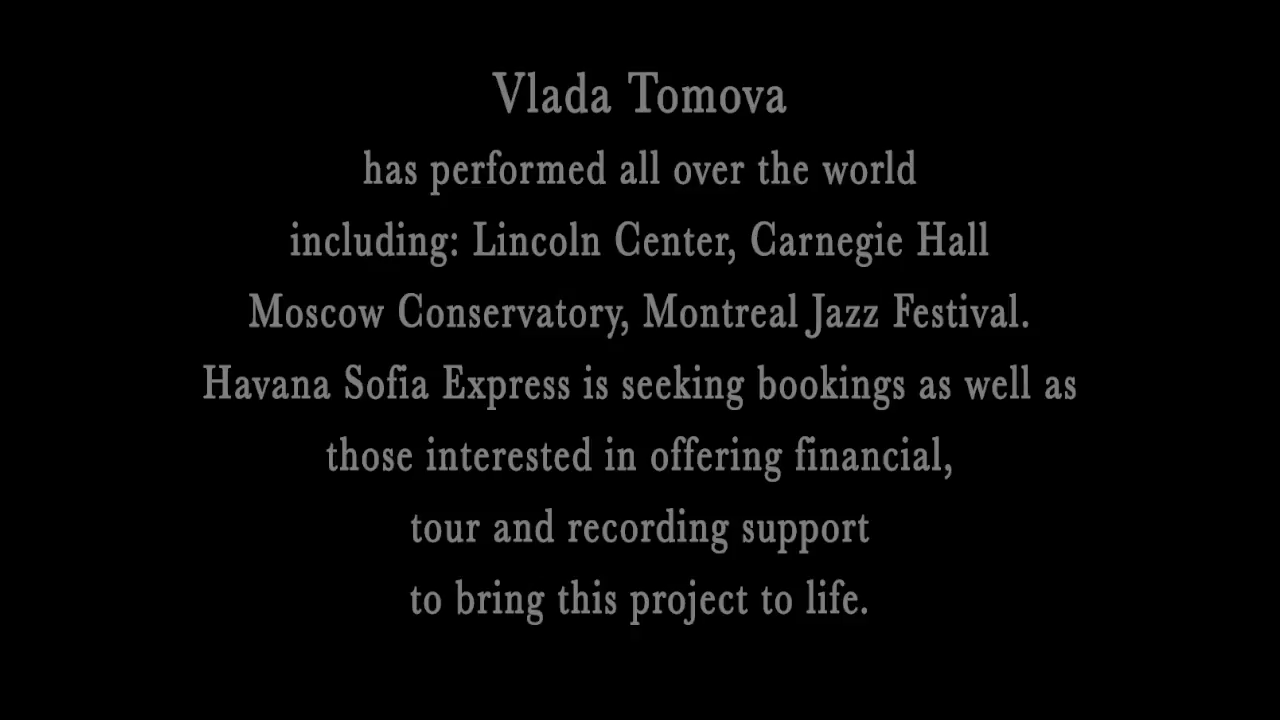 Vlada Tomova
has performed all over the world
including: Lincoln Center, Carnegie Hall
Moscow Conservatory, Montreal Jazz Festival.
Havana Sofia Express is seeking bookings as well as
those interested in offering financial,
tour and recording support
to bring this project to life.